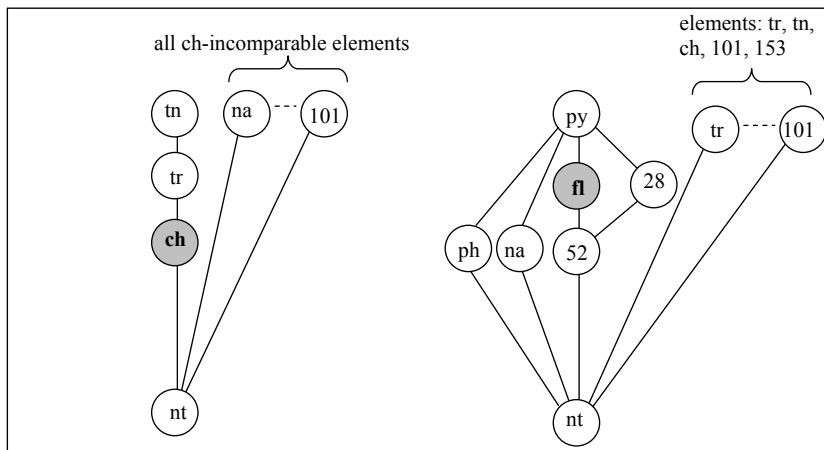 all ch-incomparable elements
tn
na
101
tr
ch
nt
elements: tr, tn,
ch, 101, 153
py
tr
101
fl
28
ph
na
52
nt